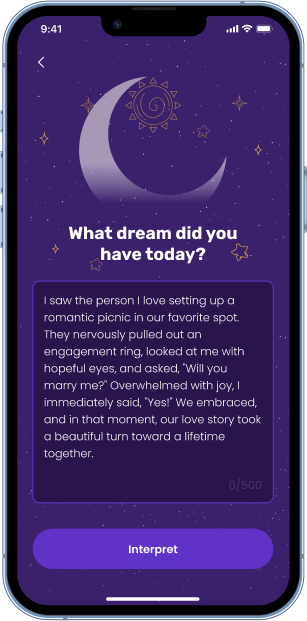 9:41
What dream did you
have today?
I saw the person I love setting up a
romantic picnic in our favorite spot.
They nervously pulled out an
engagement ring, looked at me with
hopeful eyes, and asked, "Will you
marry me?" Overwhelmed with joy, I
immediately said, "Yes!" We embraced,
and in that moment, our love story took
a beautiful turn toward a lifetime
together.
0/500
Interpret